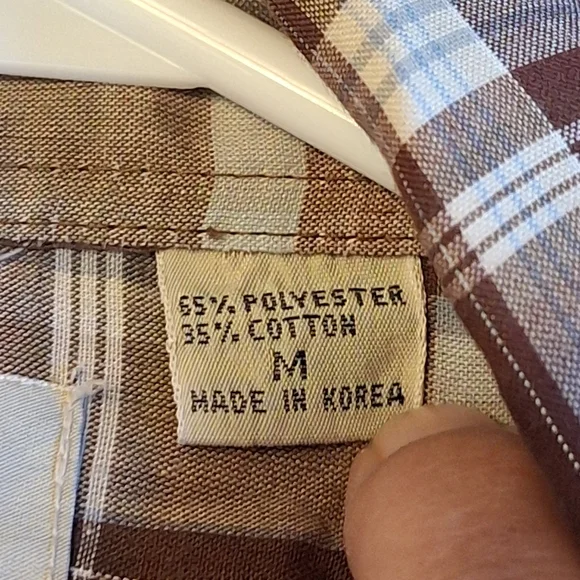 65% POLYESTER
35% COTTON
M
MADE IN KOREA